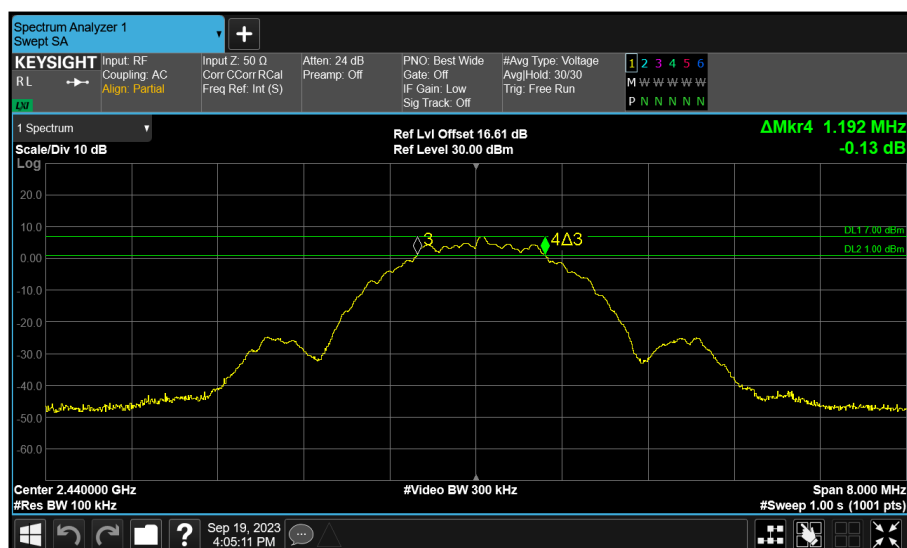 Spectrum Analyzer 1
Swept SA
KEYSIGHT
RL
LXI
Input: RF
Coupling: AC
Align: Partial
Input Z: 50 Ω
Corr CCorr RCal
Freq Ref: Int (S)
Atten: 24 dB
Preamp: Off
PNO: Best Wide
Gate: Off
IF Gain: Low
Sig Track: Off
#Avg Type: Voltage
Avg|Hold: 30/30
Trig: Free Run
1 2 3 4 5 6
M W W W W W
P N N N N N
1 Spectrum
Scale/Div 10 dB
Log
Ref Lvl Offset 16.61 dB
Ref Level 30.00 dBm
ΔMkr4 1.192 MHz
-0.13 dB
20.0
10.0
0.00
-10.0
-20.0
-30.0
-40.0
-50.0
-60.0
3
4Δ3
DL1 7.00 dBm
DL2 1.00 dBm
Center 2.440000 GHz
#Res BW 100 kHz
#Video BW 300 kHz
Span 8.000 MHz
#Sweep 1.00 s (1001 pts)
?
Sep 19, 2023
4:05:11 PM